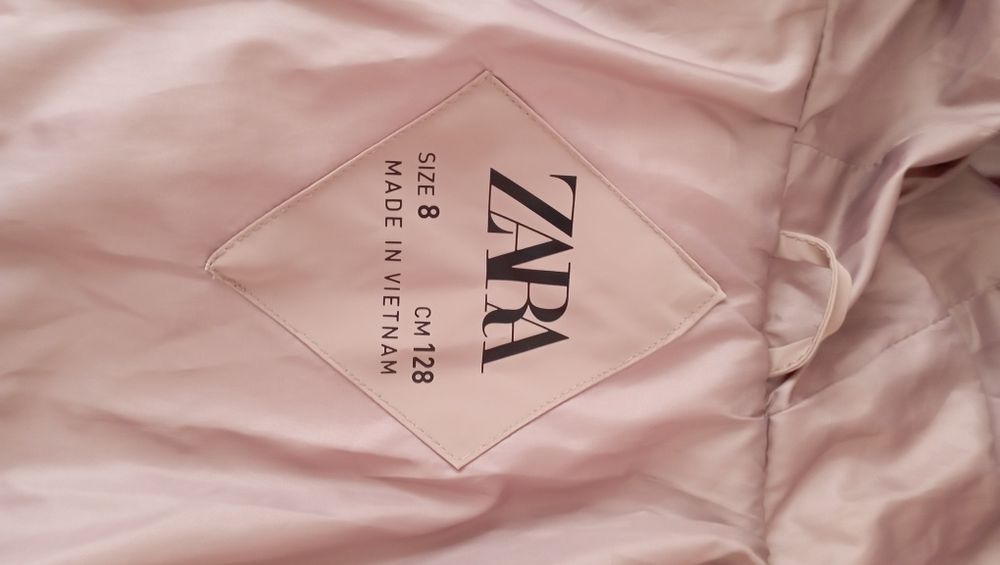 ZARA
SIZE 8 CM 128
MADE IN VIETNAM